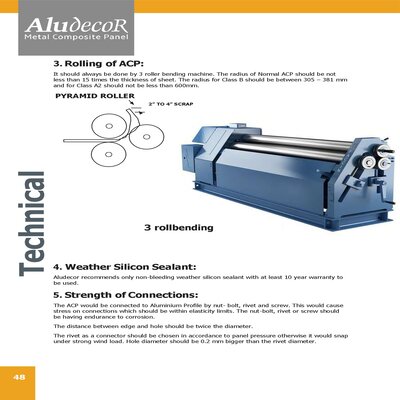 AludecoR
Metal Composite Panel
3. Rolling of ACP:
It should always be done by 3 roller bending machine. The radius of Normal ACP should be not
less than 15 times the thickness of sheet. The radius for Class B should be between 305 – 381 mm
and for Class A2 should not be less than 600mm.
PYRAMID ROLLER
2" TO 4" SCRAP
3 rollbending
Technical
4. Weather Silicon Sealant:
Aludecor recommends only non-bleeding weather silicon sealant with at least 10 year warranty to
be used.
5. Strength of Connections:
The ACP would be connected to Aluminium Profile by nut- bolt, rivet and screw. This would cause
stress on connections which should be within elasticity limits. The nut-bolt, rivet or screw should
be having endurance to corrosion.
The distance between edge and hole should be twice the diameter.
The rivet as a connector should be chosen in accordance to panel pressure otherwise it would snap
under strong wind load. Hole diameter should be 0.2 mm bigger than the rivet diameter.
48